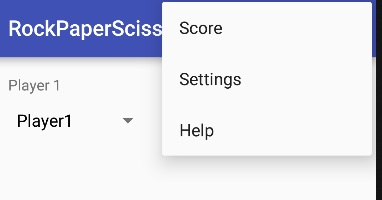 RockPaperSciss
Score
Settings
Help
Player 1
Player1